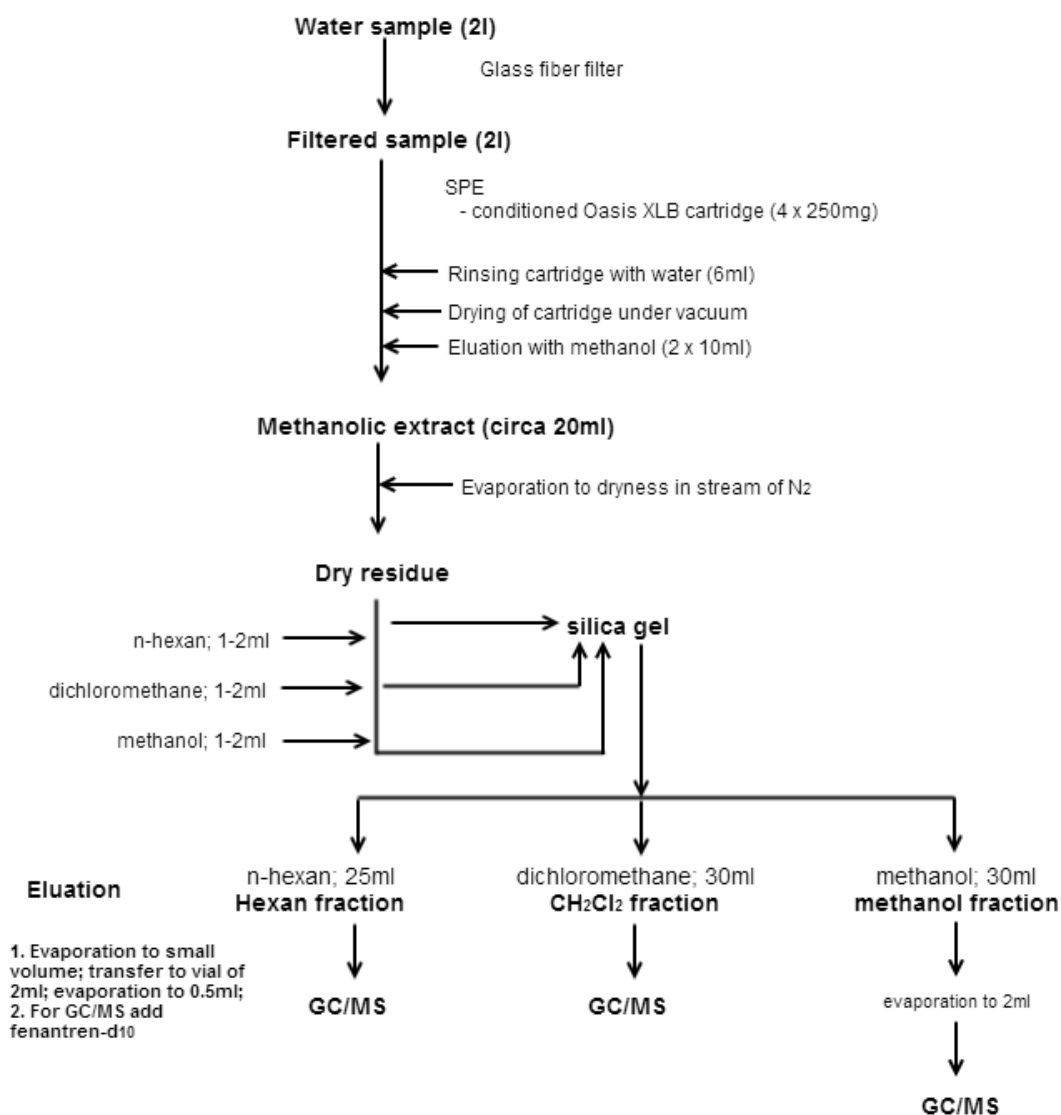 Water sample (2l)
Glass fiber filter
Filtered sample (2l)
SPE
- conditioned Oasis XLB cartridge (4 x 250mg)
Rinsing cartridge with water (6ml)
Drying of cartridge under vacuum
Eluation with methanol (2 x 10ml)
Methanolic extract (circa 20ml)
Evaporation to dryness in stream of N2
Dry residue
silica gel
n-hexan; 1-2ml
dichloromethane; 1-2ml
methanol; 1-2ml
Eluation
n-hexan; 25ml
Hexan fraction
dichloromethane; 30ml
CH2Cl2 fraction
methanol; 30ml
methanol fraction
1. Evaporation to small
volume; transfer to vial of
2ml; evaporation to 0.5ml;
2. For GC/MS add
fenantren-d10
GC/MS
GC/MS
evaporation to 2ml
GC/MS